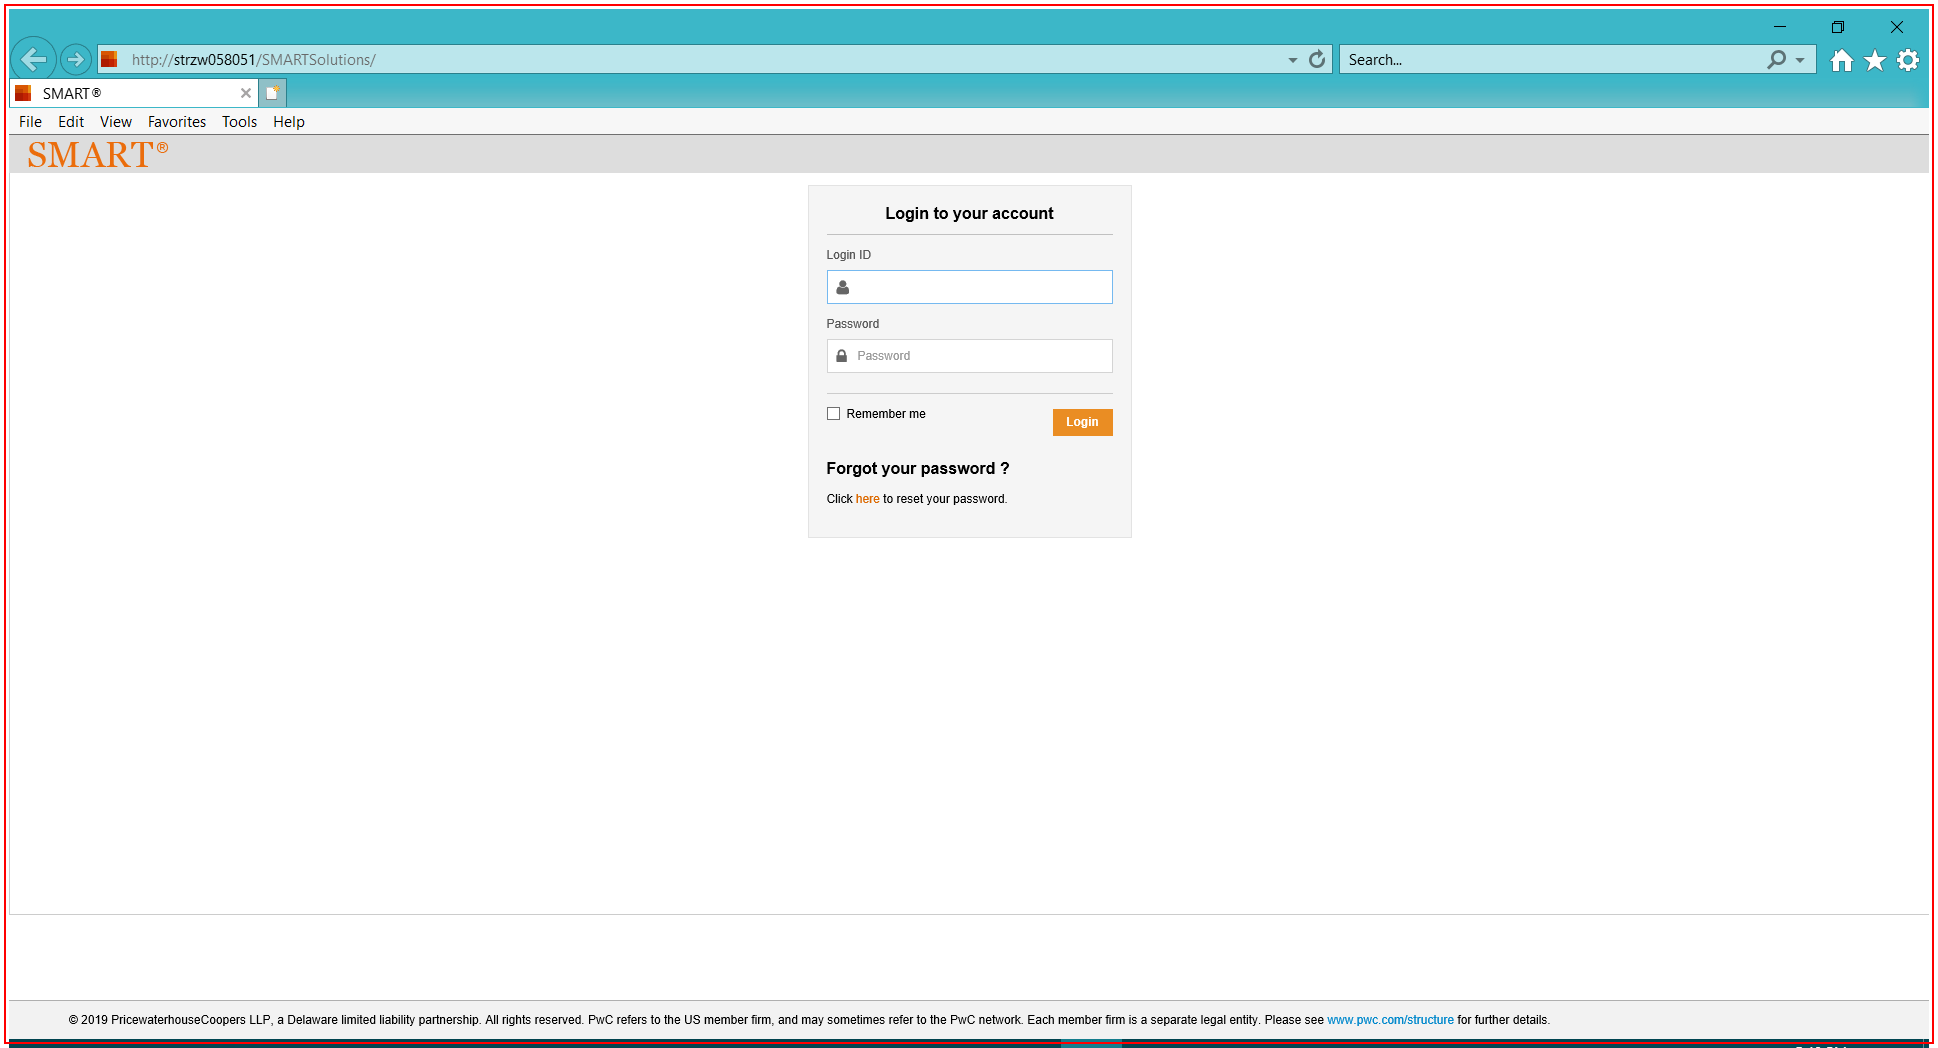 http://strzw058051/SMARTSolutions/
Search...
SMART®
File Edit View Favorites Tools Help
SMART®
Login to your account
Login ID
Password
Password
Remember me
Login
Forgot your password ?
Click here to reset your password.
© 2019 PricewaterhouseCoopers LLP, a Delaware limited liability partnership. All rights reserved. PwC refers to the US member firm, and may sometimes refer to the PwC network. Each member firm is a separate legal entity. Please see www.pwc.com/structure for further details.